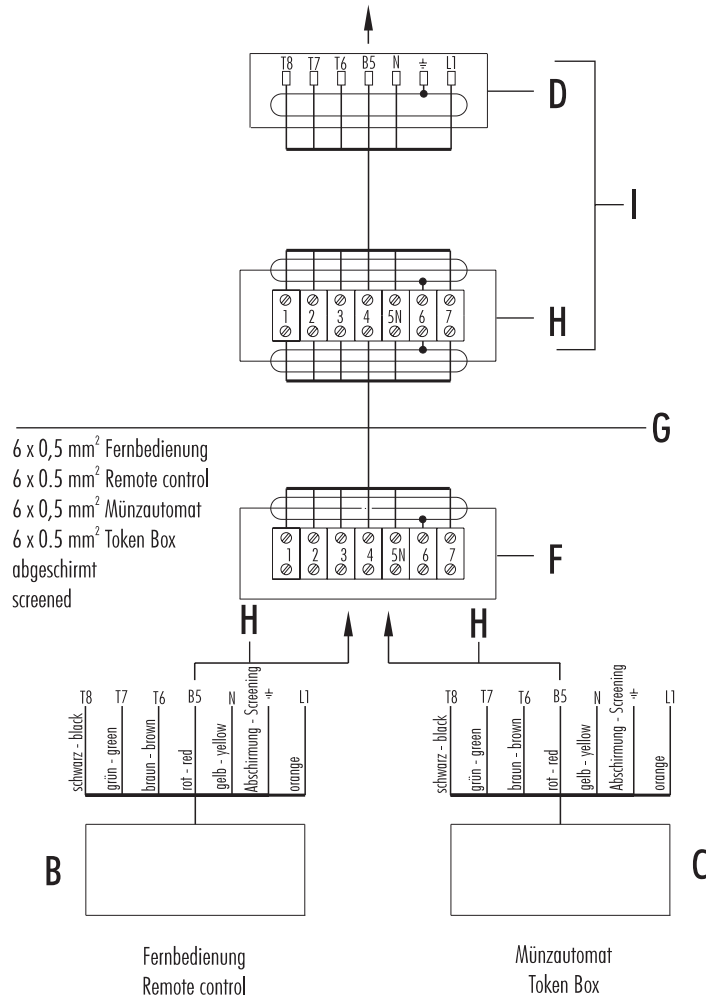 T8 T7 T6 B5 N ⏚ L1
D
I
1 2 3 4 5N 6 7
H
G
6 x 0,5 mm² Fernbedienung
6 x 0.5 mm² Remote control
6 x 0,5 mm² Münzautomat
6 x 0.5 mm² Token Box
abgeschirmt
screened
1 2 3 4 5N 6 7
F
H H
T8 T7 T6 B5 N ⏚ L1
schwarz - black
grün - green
braun - brown
rot - red
gelb - yellow
Abschirmung - Screening
orange
T8 T7 T6 B5 N ⏚ L1
schwarz - black
grün - green
braun - brown
rot - red
gelb - yellow
Abschirmung - Screening
orange
B
C
Fernbedienung
Remote control
Münzautomat
Token Box